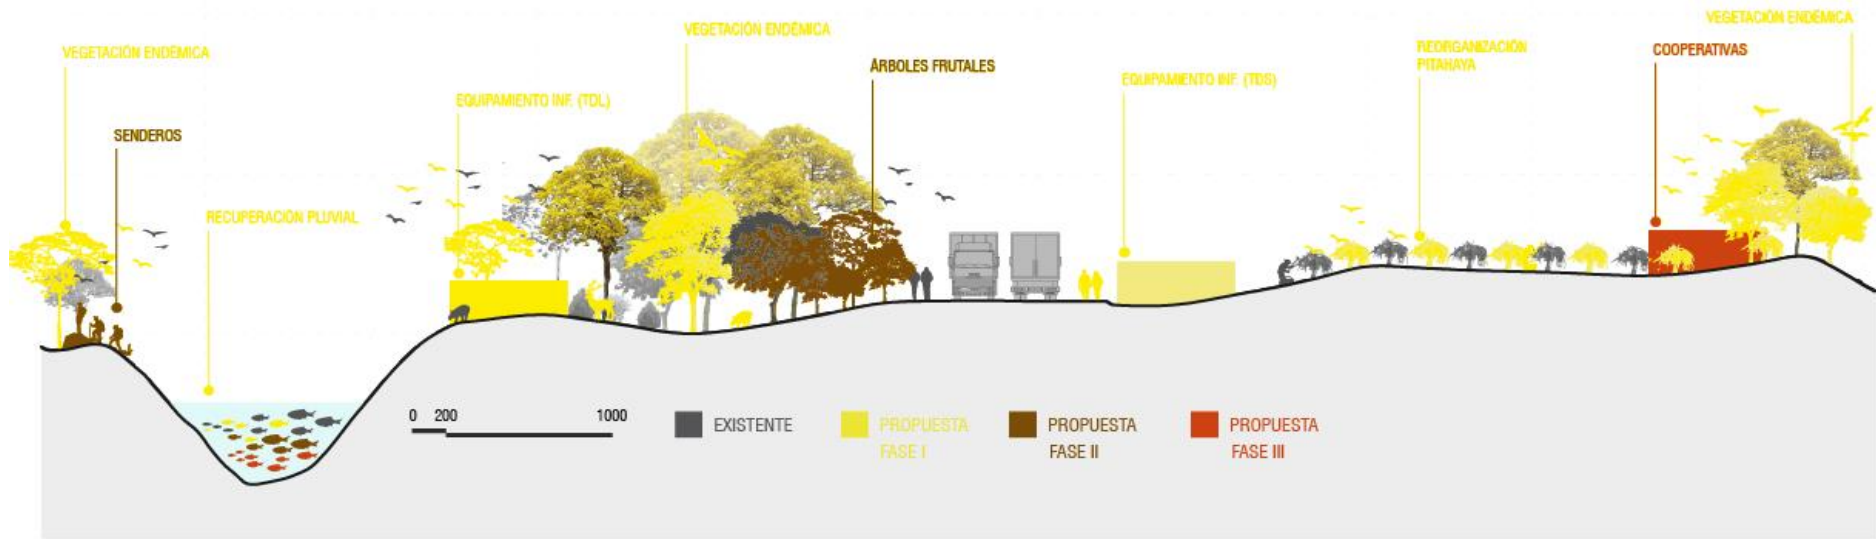 VEGETACIÓN ENDÉMICA
SENDEROS
RECUPERACIÓN PLUVIAL
EQUIPAMIENTO INF. (TDL)
VEGETACIÓN ENDÉMICA
ÁRBOLES FRUTALES
EQUIPAMIENTO INF. (TDS)
REORGANIZACIÓN
PITAHAYA
COOPERATIVAS
VEGETACIÓN ENDÉMICA
0 200 1000
EXISTENTE
PROPUESTA
FASE I
PROPUESTA
FASE II
PROPUESTA
FASE III